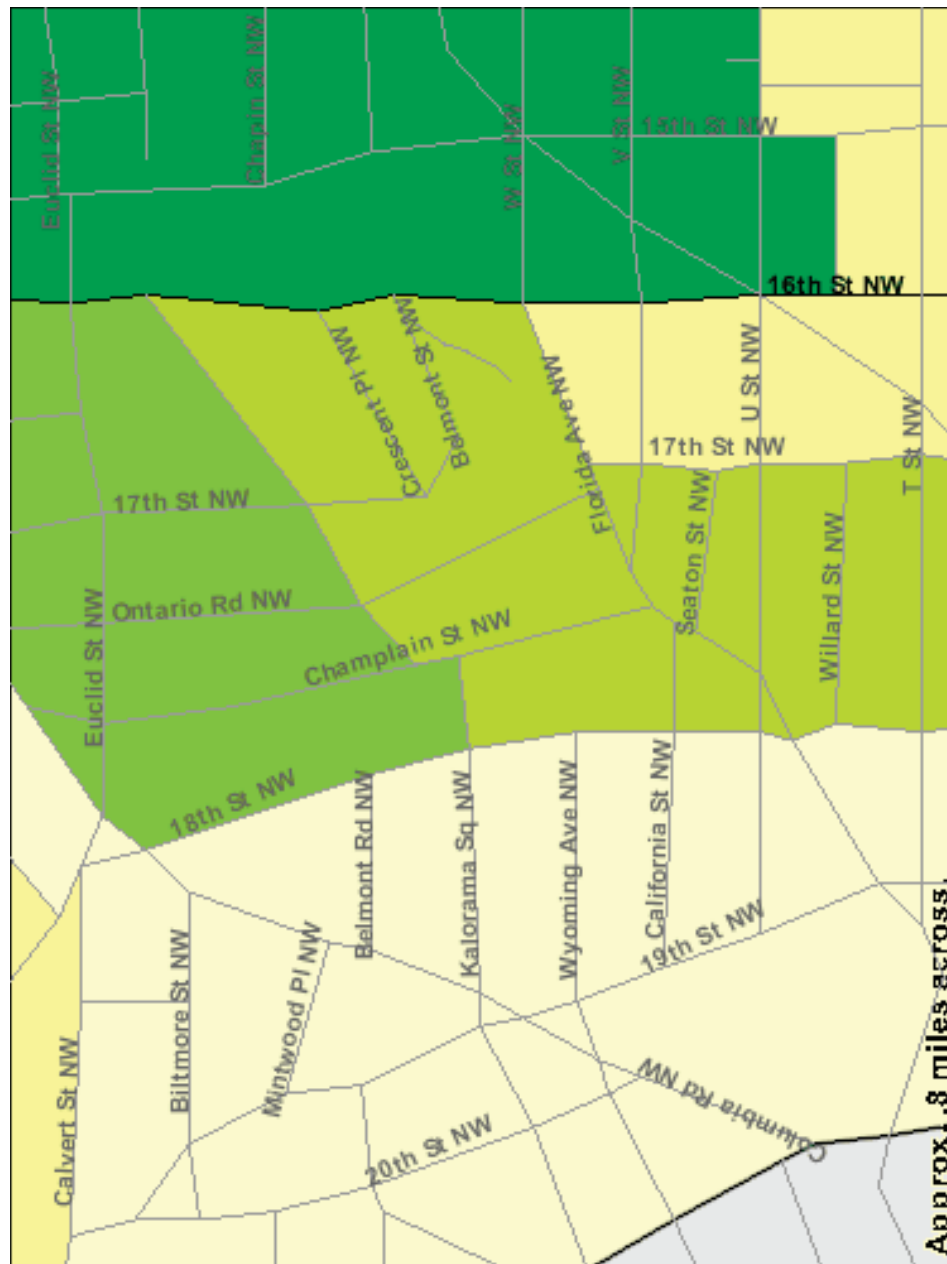 Euclid St NW
Chapin St NW
W St NW
V St NW
15th St NW
16th St NW
Crescent Pl NW
Belmont St NW
Florida Ave NW
U St NW
T St NW
17th St NW
17th St NW
Seaton St NW
Willard St NW
Ontario Rd NW
Euclid St NW
Champlain St NW
18th St NW
Belmont Rd NW
Kalorama Sq NW
Wyoming Ave NW
California St NW
19th St NW
Biltmore St NW
Mintwood Pl NW
Calvert St NW
20th St NW
Columbia Rd NW
Approx. .8 miles across.